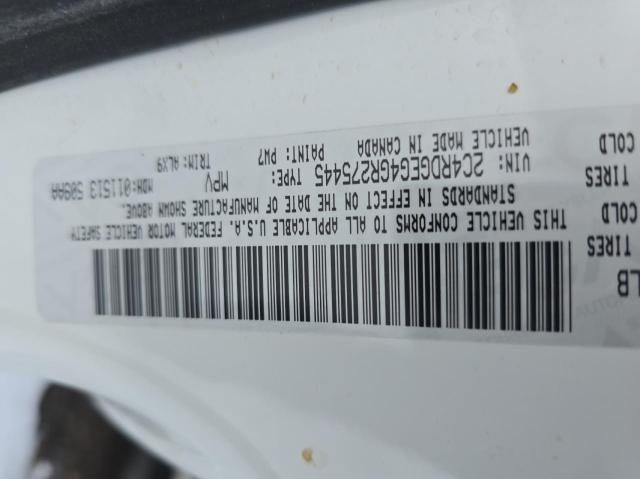 LB
TIRES COLD
TIRES COLD
THIS VEHICLE CONFORMS TO ALL APPLICABLE U.S.A. FEDERAL MOTOR VEHICLE SAFETY
STANDARDS IN EFFECT ON THE DATE OF MANUFACTURE SHOWN ABOVE.
VIN: 2C4RDGEG4GR275445 TYPE: MPV MDH: 011513 509AA
VEHICLE MADE IN CANADA PAINT: PW7 TRIM: ALX9